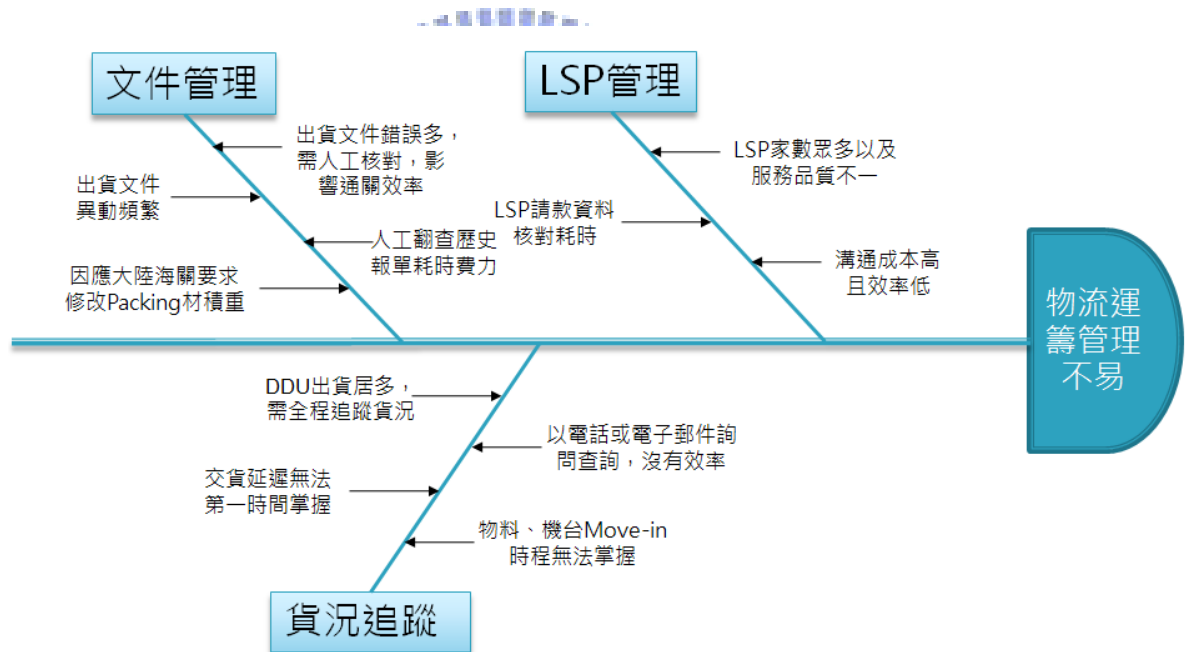 文件管理
LSP管理
出貨文件錯誤多，
需人工核對，影
響通關效率
出貨文件
異動頻繁
人工翻查歷史
報單耗時費力
因應大陸海關要求
修改Packing材積重
LSP家數眾多以及
服務品質不一
LSP請款資料
核對耗時
溝通成本高
且效率低
物流運
籌管理
不易
DDU出貨居多，
需全程追蹤貨況
以電話或電子郵件詢
問查詢，沒有效率
交貨延遲無法
第一時間掌握
物料、機台Move-in
時程無法掌握
貨況追蹤